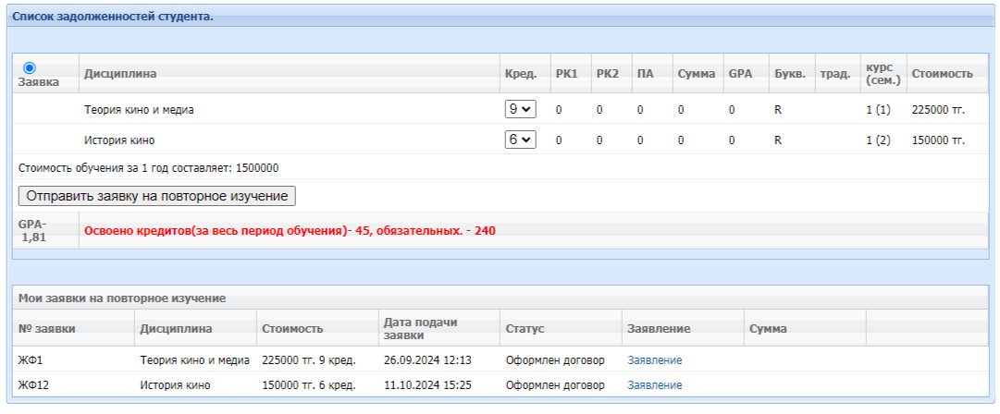 Список задолженностей студента.
Заявка Дисциплина Кред. РК1 РК2 ПА Сумма GPA Букв. трад. курс (сем.) Стоимость
Теория кино и медиа 9 0 0 0 0 0 R 1 (1) 225000 тг.
История кино 6 0 0 0 0 0 R 1 (2) 150000 тг.
Стоимость обучения за 1 год составляет: 1500000
Отправить заявку на повторное изучение
GPA- 1,81 Освоено кредитов(за весь период обучения)- 45, обязательных. - 240
Мои заявки на повторное изучение
№ заявки Дисциплина Стоимость Дата подачи заявки Статус Заявление Сумма
ЖФ1 Теория кино и медиа 225000 тг. 9 кред. 26.09.2024 12:13 Оформлен договор Заявление
ЖФ12 История кино 150000 тг. 6 кред. 11.10.2024 15:25 Оформлен договор Заявление